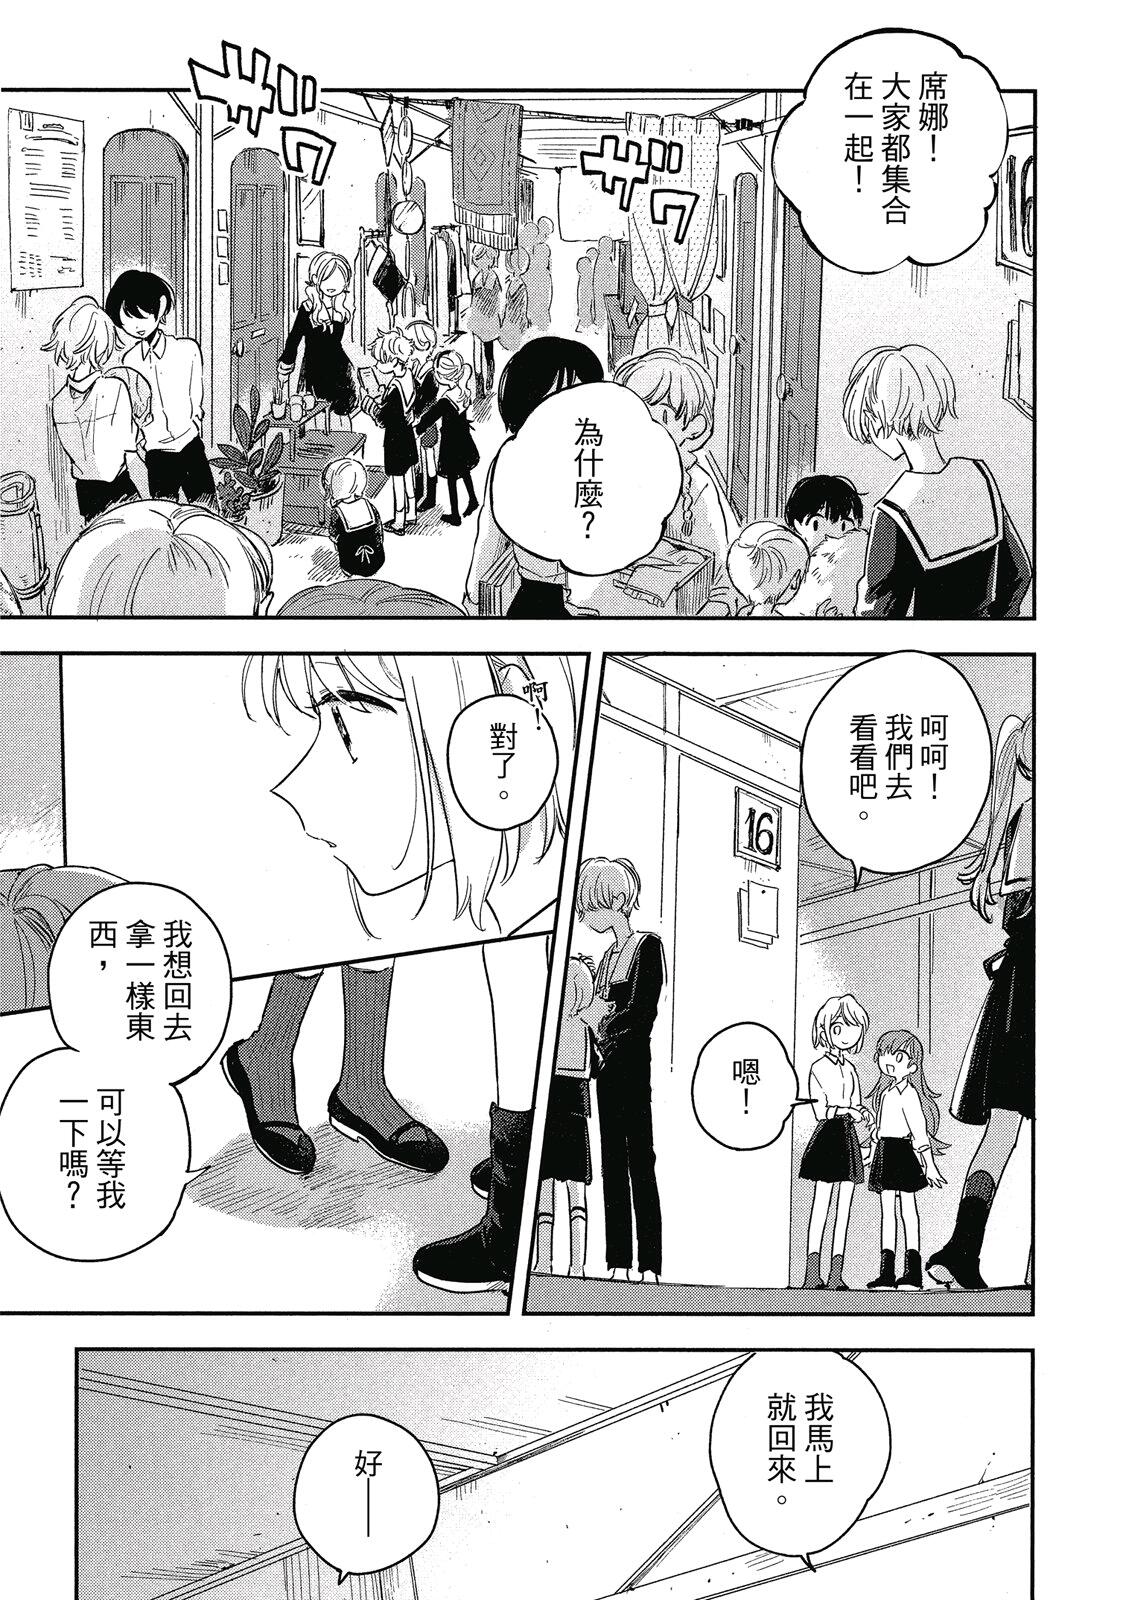 席娜！
大家都集合
在一起！
ザワ
ザワ
為什麼？
呵呵！
我們去
看看吧。
16
嗯！
啊！
對了。
我想回去
拿一樣東
西，
可以等我
一下嗎？
我馬上
就回來。
好——